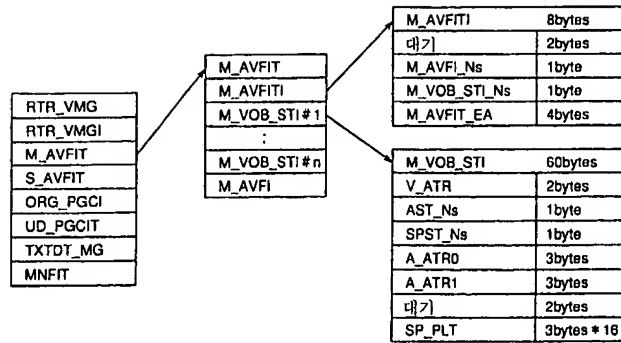 RTR_VMG
RTR_VMGI
M_AVFIT
S_AVFIT
ORG_PGCI
UD_PGCIT
TXTDT_MG
MNFIT
M_AVFIT
M_AVFITI
M_VOB_STI#1
:
M_VOB_STI#n
M_AVFI
M_AVFITI 8bytes
대기 2bytes
M_AVFI_Ns 1byte
M_VOB_STI_Ns 1byte
M_AVFIT_EA 4bytes
M_VOB_STI 60bytes
V_ATR 2bytes
AST_Ns 1byte
SPST_Ns 1byte
A_ATR0 3bytes
A_ATR1 3bytes
대기 2bytes
SP_PLT 3bytes * 16